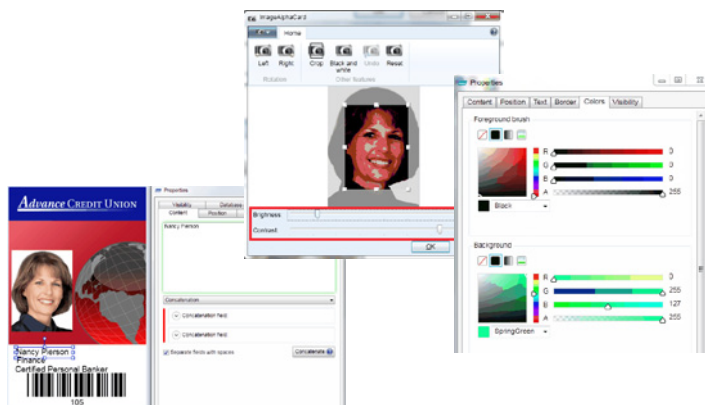 ImageAlphaCard
Home
Left Right Crop Black and white Undo Reset
Rotation Other features
Brightness
Contrast
OK
Properties
Content Position Text Border Colors Visibility
Foreground brush
R 0
G 0
B 0
A 255
Black
Background
R 0
G 255
B 127
A 255
SpringGreen
Advance CREDIT UNION
Nancy Pierson
Finance
Certified Personal Banker
105
Properties
Visibility Database
Content Position
Nancy Pierson
Concatenation
Concatenation field
Concatenation field
Separate fields with spaces Concatenate